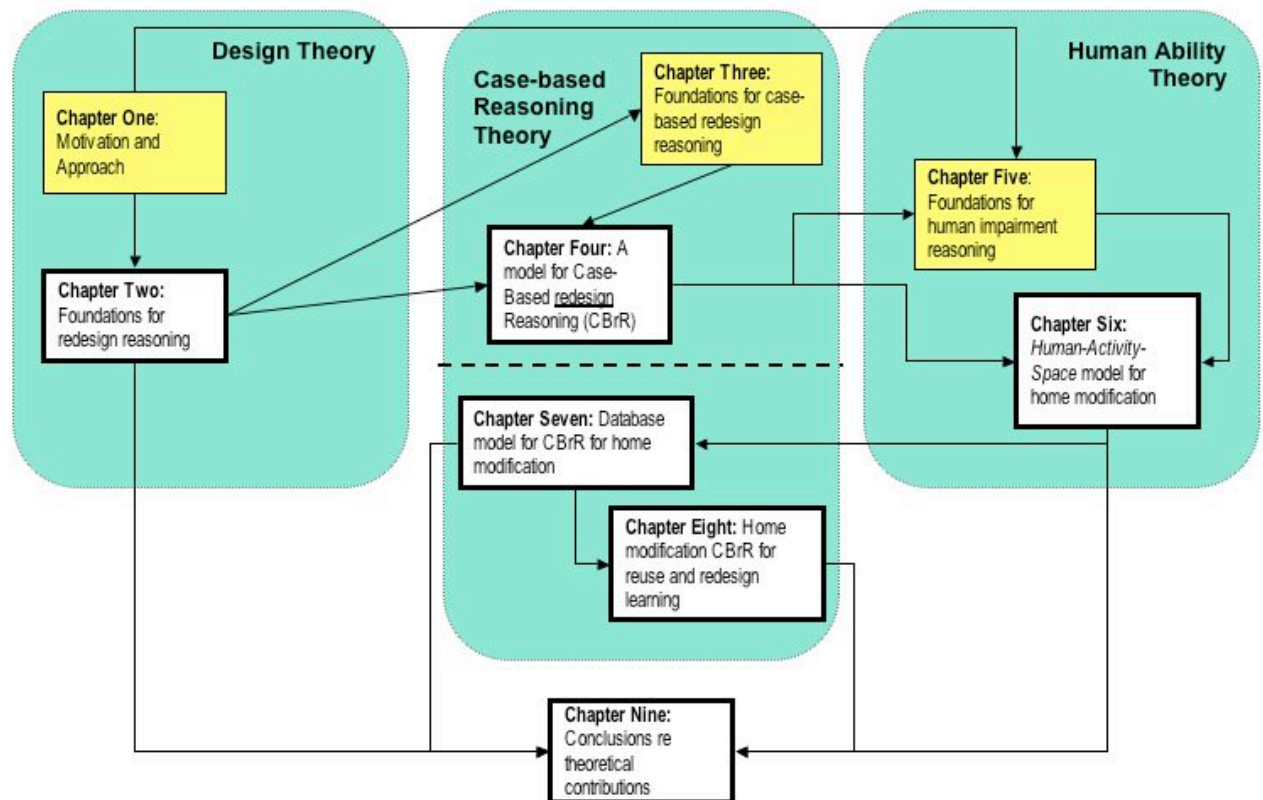 Design Theory
Chapter One:
Motivation and
Approach
Chapter Two:
Foundations for
redesign reasoning
Case-based
Reasoning
Theory
Chapter Three:
Foundations for case-
based redesign
reasoning
Chapter Four: A
model for Case-
Based redesign
Reasoning (CBrR)
Chapter Seven: Database
model for CBrR for home
modification
Chapter Eight: Home
modification CBrR for
reuse and redesign
learning
Human Ability
Theory
Chapter Five:
Foundations for
human impairment
reasoning
Chapter Six:
Human-Activity-
Space model for
home modification
Chapter Nine:
Conclusions re
theoretical
contributions